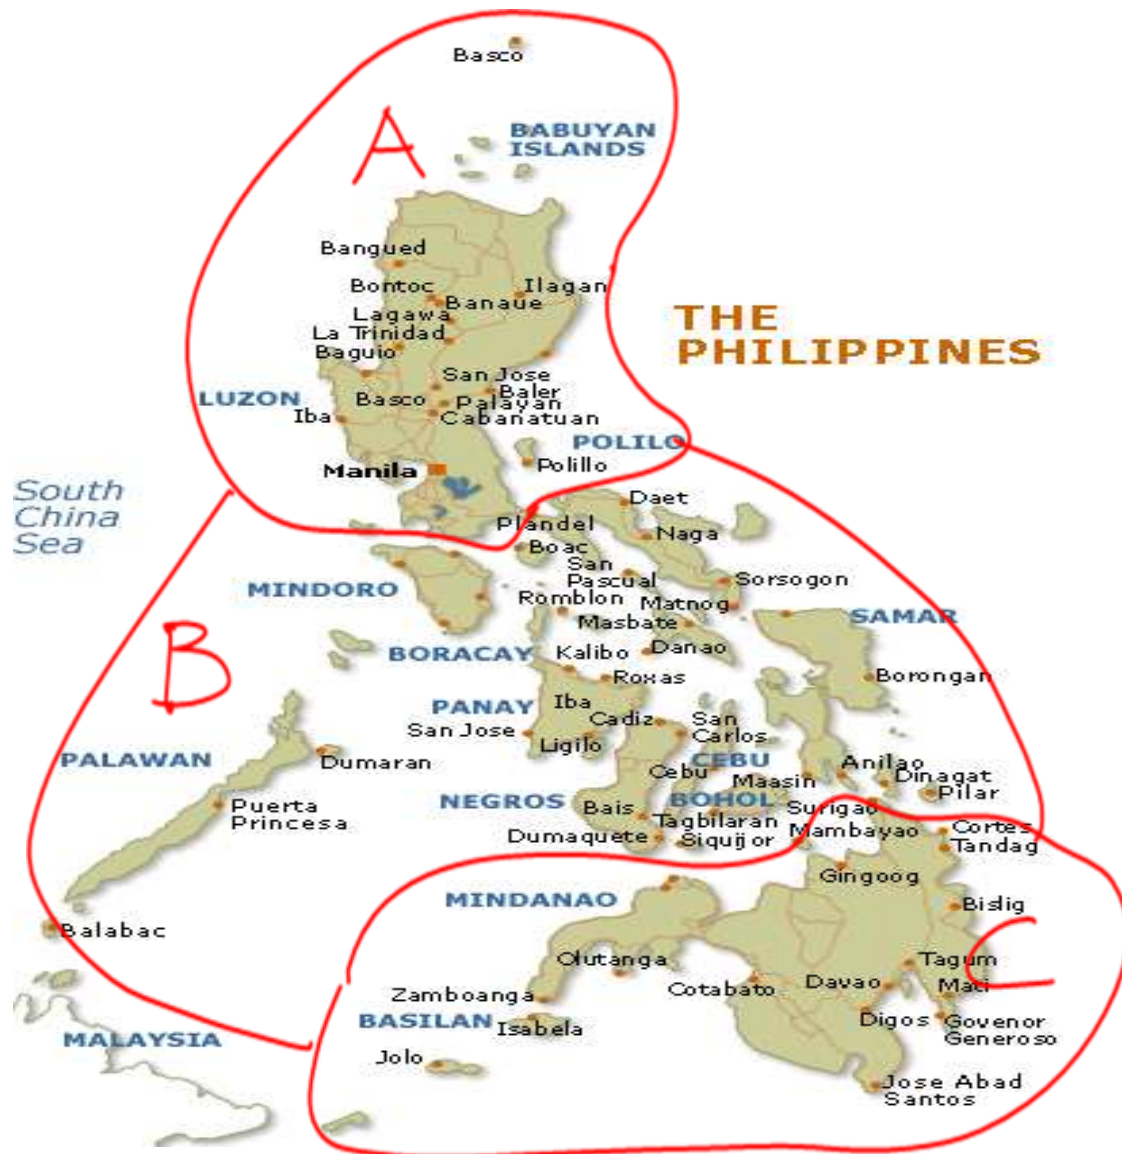 Basco
A
BABUYAN
ISLANDS
Bangued
Bontoc
Ilagan
Banaue
Lagawa
La Trinidad
Baguio
THE
PHILIPPINES
San Jose
Baler
LUZON
Basco
Palayan
Iba
Cabanatuan
POLILO
Manila
Polillo
South
China
Sea
Daet
Plandel
Naga
Boac
San
Pascual
Sorsogon
MINDORO
Romblon
Matnog
Masbate
SAMAR
B
BORACAY
Kalibo
Danao
Roxas
Borongan
Iba
PANAY
Cadiz
San
Carlos
San Jose
Ligilo
PALAWAN
Dumaran
CEBU
Cebu
Maasin
Anilao
Dinagat
Pilar
Puerta
Princesa
NEGROS
Bais
BOHOL
Surigao
Tagbilaran
Dumaquete
Siquijor
Mambayao
Cortes
Tandag
Gingoog
MINDANAO
Bislig
Balabac
Olutanga
Tagum
C
Cotabato
Davao
Mati
Zamboanga
BASILAN
Isabela
Digos
Govenor
Generoso
MALAYSIA
Jolo
Jose Abad
Santos